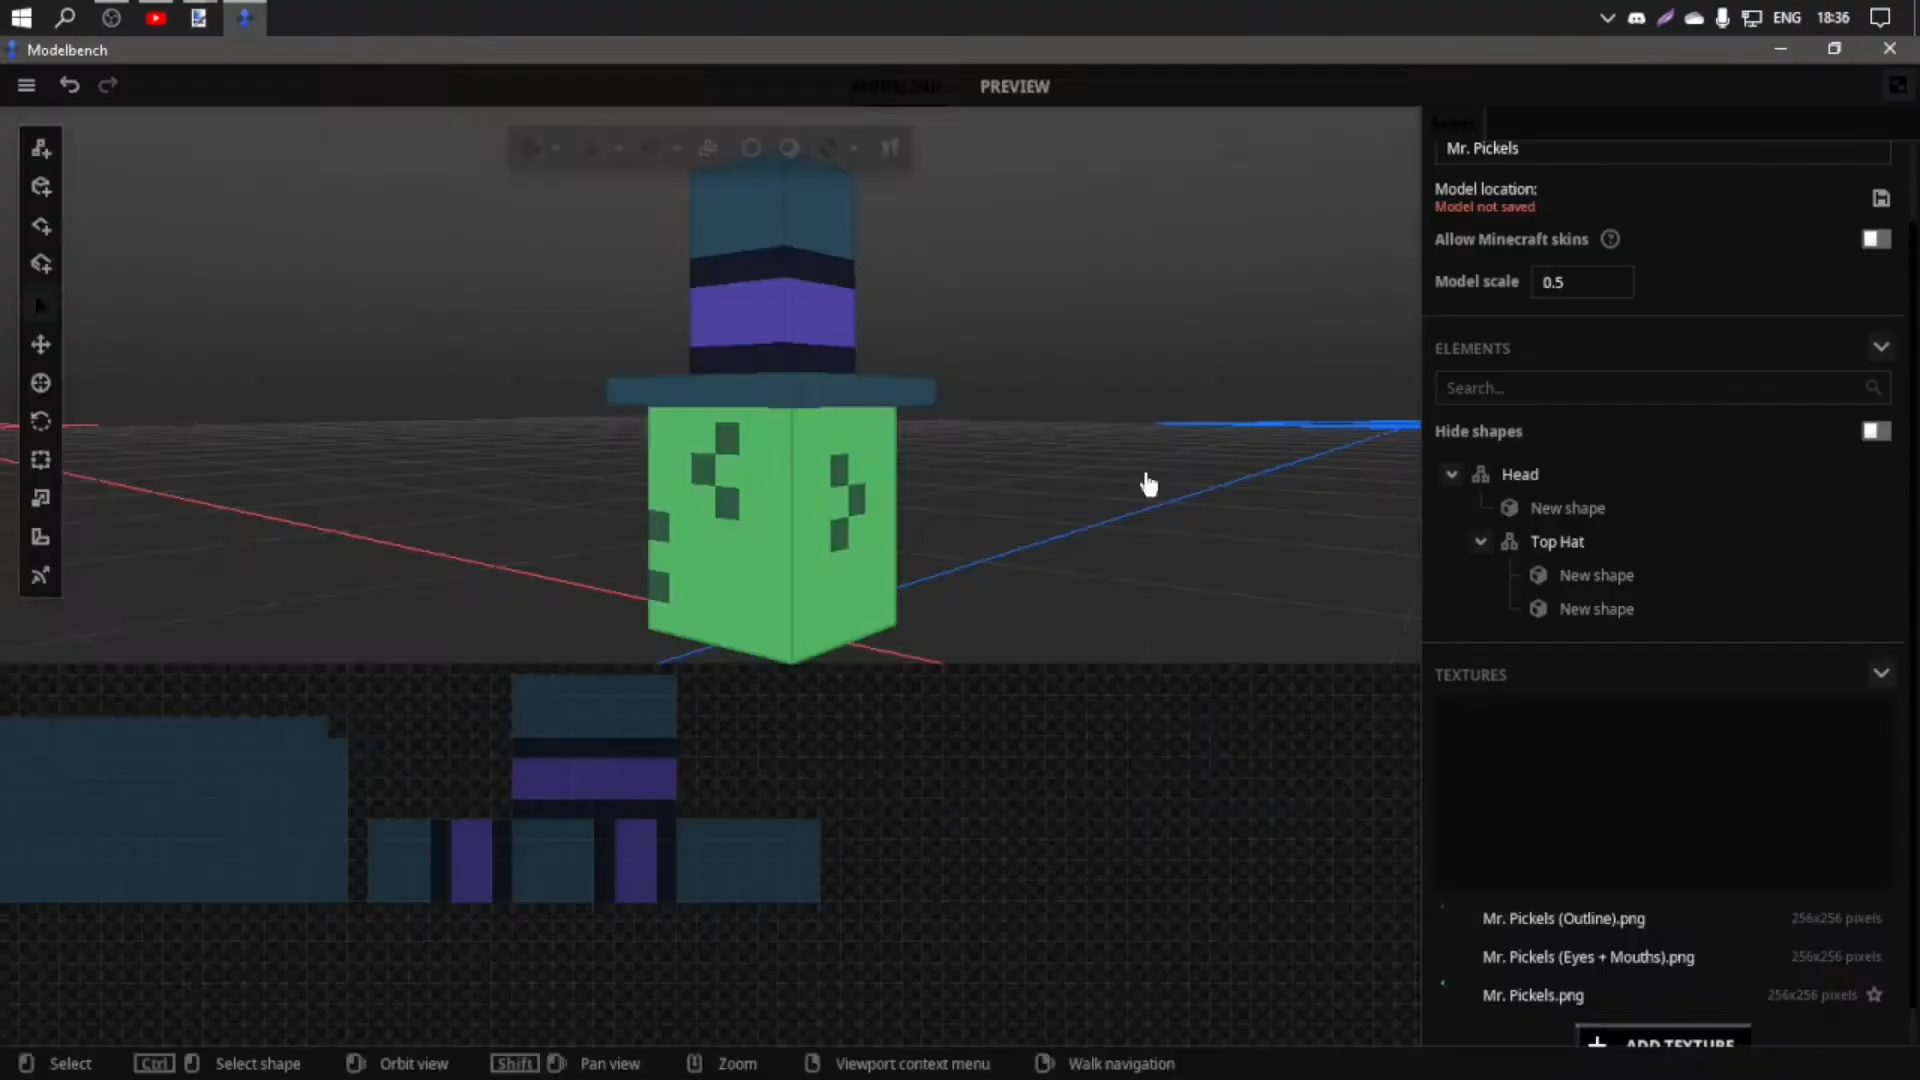 ENG 18:36
Modelbench
MODELING PREVIEW
Mr. Pickels
Model location:
Model not saved
Allow Minecraft skins ?
Model scale 0.5
ELEMENTS
Search...
Hide shapes
Head
New shape
Top Hat
New shape
New shape
TEXTURES
Mr. Pickels (Outline).png 256x256 pixels
Mr. Pickels (Eyes + Mouths).png 256x256 pixels
Mr. Pickels.png 256x256 pixels
+ ADD TEXTURE
Select Ctrl Select shape Orbit view Shift Pan view Zoom Viewport context menu Walk navigation